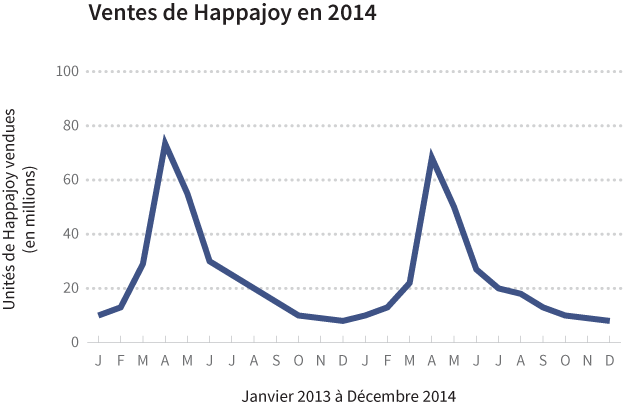 Ventes de Happajoy en 2014
Unités de Happajoy vendues
(en millions)
100
80
60
40
20
0
J F M A M J J A S O N D J F M A M J J A S O N D
Janvier 2013 à Décembre 2014